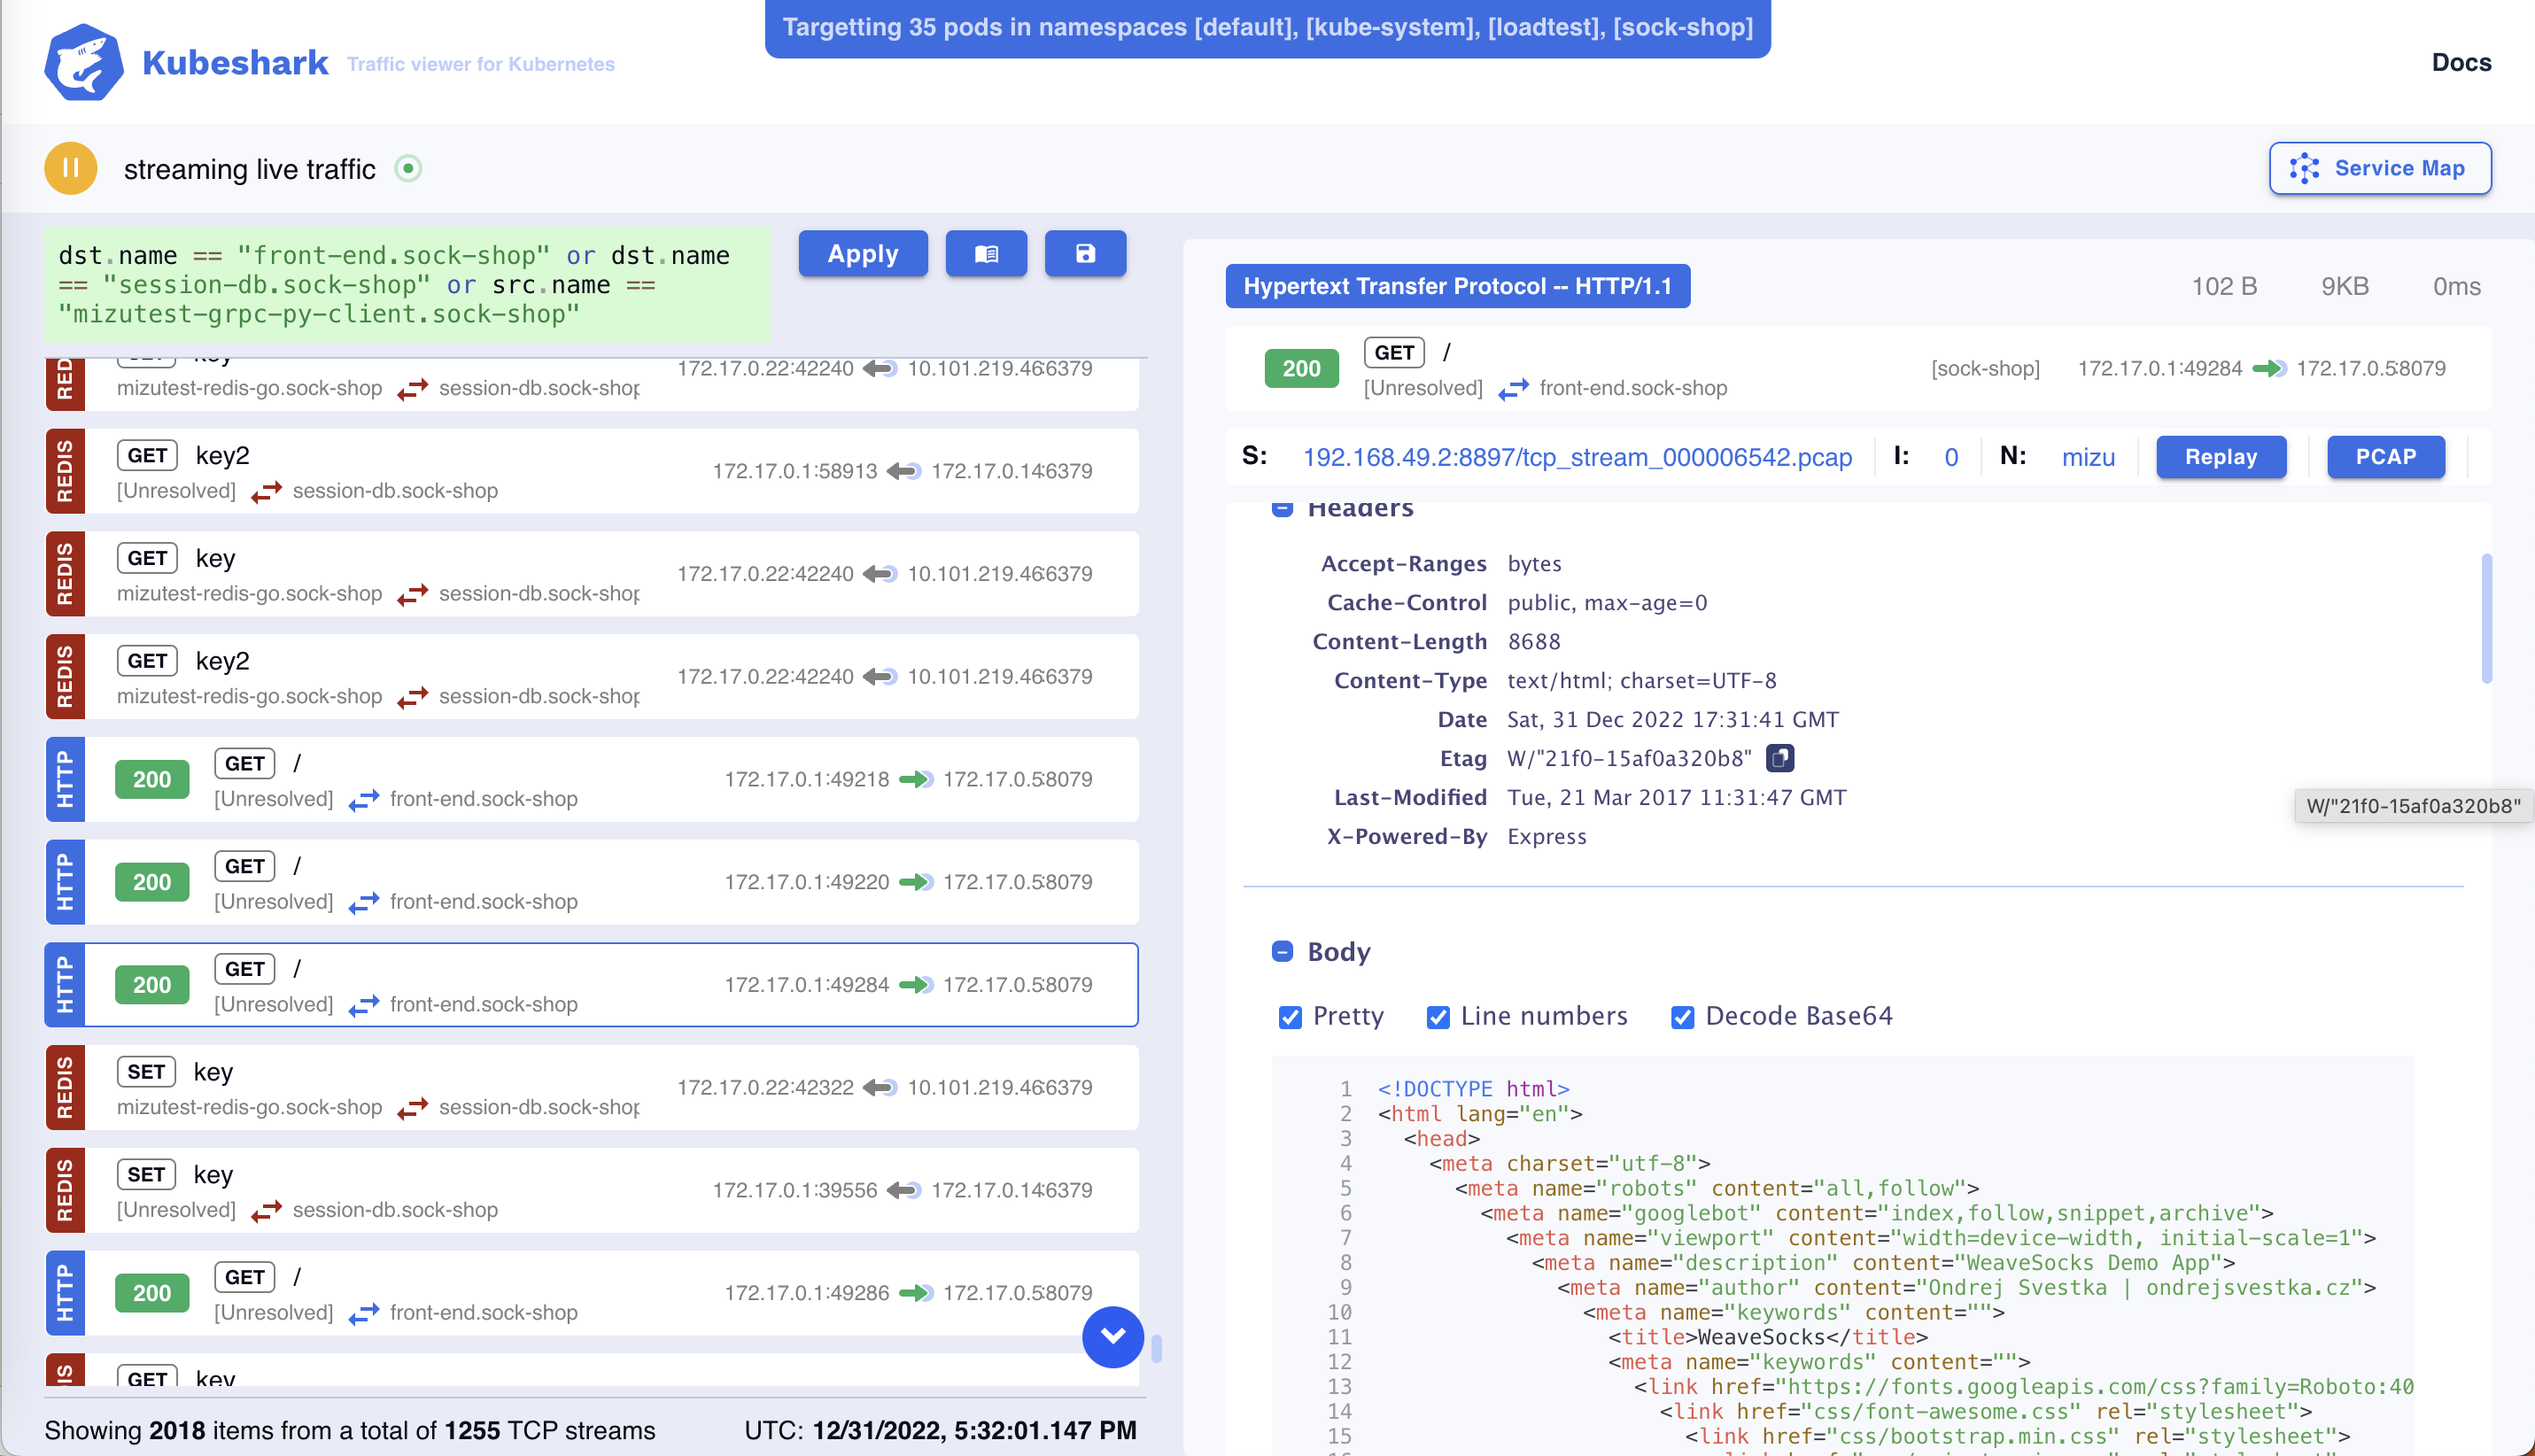 Targetting 35 pods in namespaces [default], [kube-system], [loadtest], [sock-shop]
Kubeshark Traffic viewer for Kubernetes
Docs
streaming live traffic
Service Map
dst.name == "front-end.sock-shop" or dst.name
== "session-db.sock-shop" or src.name ==
"mizutest-grpc-py-client.sock-shop"
Apply
RED
key
172.17.0.22:42240 10.101.219.46:6379
mizutest-redis-go.sock-shop session-db.sock-shop
REDIS
GET key2
172.17.0.1:58913 172.17.0.14:6379
[Unresolved] session-db.sock-shop
REDIS
GET key
172.17.0.22:42240 10.101.219.46:6379
mizutest-redis-go.sock-shop session-db.sock-shop
REDIS
GET key2
172.17.0.22:42240 10.101.219.46:6379
mizutest-redis-go.sock-shop session-db.sock-shop
HTTP
200
GET /
172.17.0.1:49218 172.17.0.5:8079
[Unresolved] front-end.sock-shop
HTTP
200
GET /
172.17.0.1:49220 172.17.0.5:8079
[Unresolved] front-end.sock-shop
HTTP
200
GET /
172.17.0.1:49284 172.17.0.5:8079
[Unresolved] front-end.sock-shop
REDIS
SET key
172.17.0.22:42322 10.101.219.46:6379
mizutest-redis-go.sock-shop session-db.sock-shop
REDIS
SET key
172.17.0.1:39556 172.17.0.14:6379
[Unresolved] session-db.sock-shop
HTTP
200
GET /
172.17.0.1:49286 172.17.0.5:8079
[Unresolved] front-end.sock-shop
IS
GET key
Showing 2018 items from a total of 1255 TCP streams
UTC: 12/31/2022, 5:32:01.147 PM
Hypertext Transfer Protocol -- HTTP/1.1
102 B 9KB 0ms
200
GET /
[Unresolved] front-end.sock-shop
[sock-shop] 172.17.0.1:49284 172.17.0.5:8079
S: 192.168.49.2:8897/tcp_stream_000006542.pcap I: 0 N: mizu Replay PCAP
Headers
Accept-Ranges bytes
Cache-Control public, max-age=0
Content-Length 8688
Content-Type text/html; charset=UTF-8
Date Sat, 31 Dec 2022 17:31:41 GMT
Etag W/"21f0-15af0a320b8"
Last-Modified Tue, 21 Mar 2017 11:31:47 GMT
W/"21f0-15af0a320b8"
X-Powered-By Express
Body
Pretty Line numbers Decode Base64
1 <!DOCTYPE html>
2 <html lang="en">
3 <head>
4 <meta charset="utf-8">
5 <meta name="robots" content="all,follow">
6 <meta name="googlebot" content="index,follow,snippet,archive">
7 <meta name="viewport" content="width=device-width, initial-scale=1">
8 <meta name="description" content="WeaveSocks Demo App">
9 <meta name="author" content="Ondrej Svestka | ondrejsvestka.cz">
10 <meta name="keywords" content="">
11 <title>WeaveSocks</title>
12 <meta name="keywords" content="">
13 <link href="https://fonts.googleapis.com/css?family=Roboto:40
14 <link href="css/font-awesome.css" rel="stylesheet">
15 <link href="css/bootstrap.min.css" rel="stylesheet">